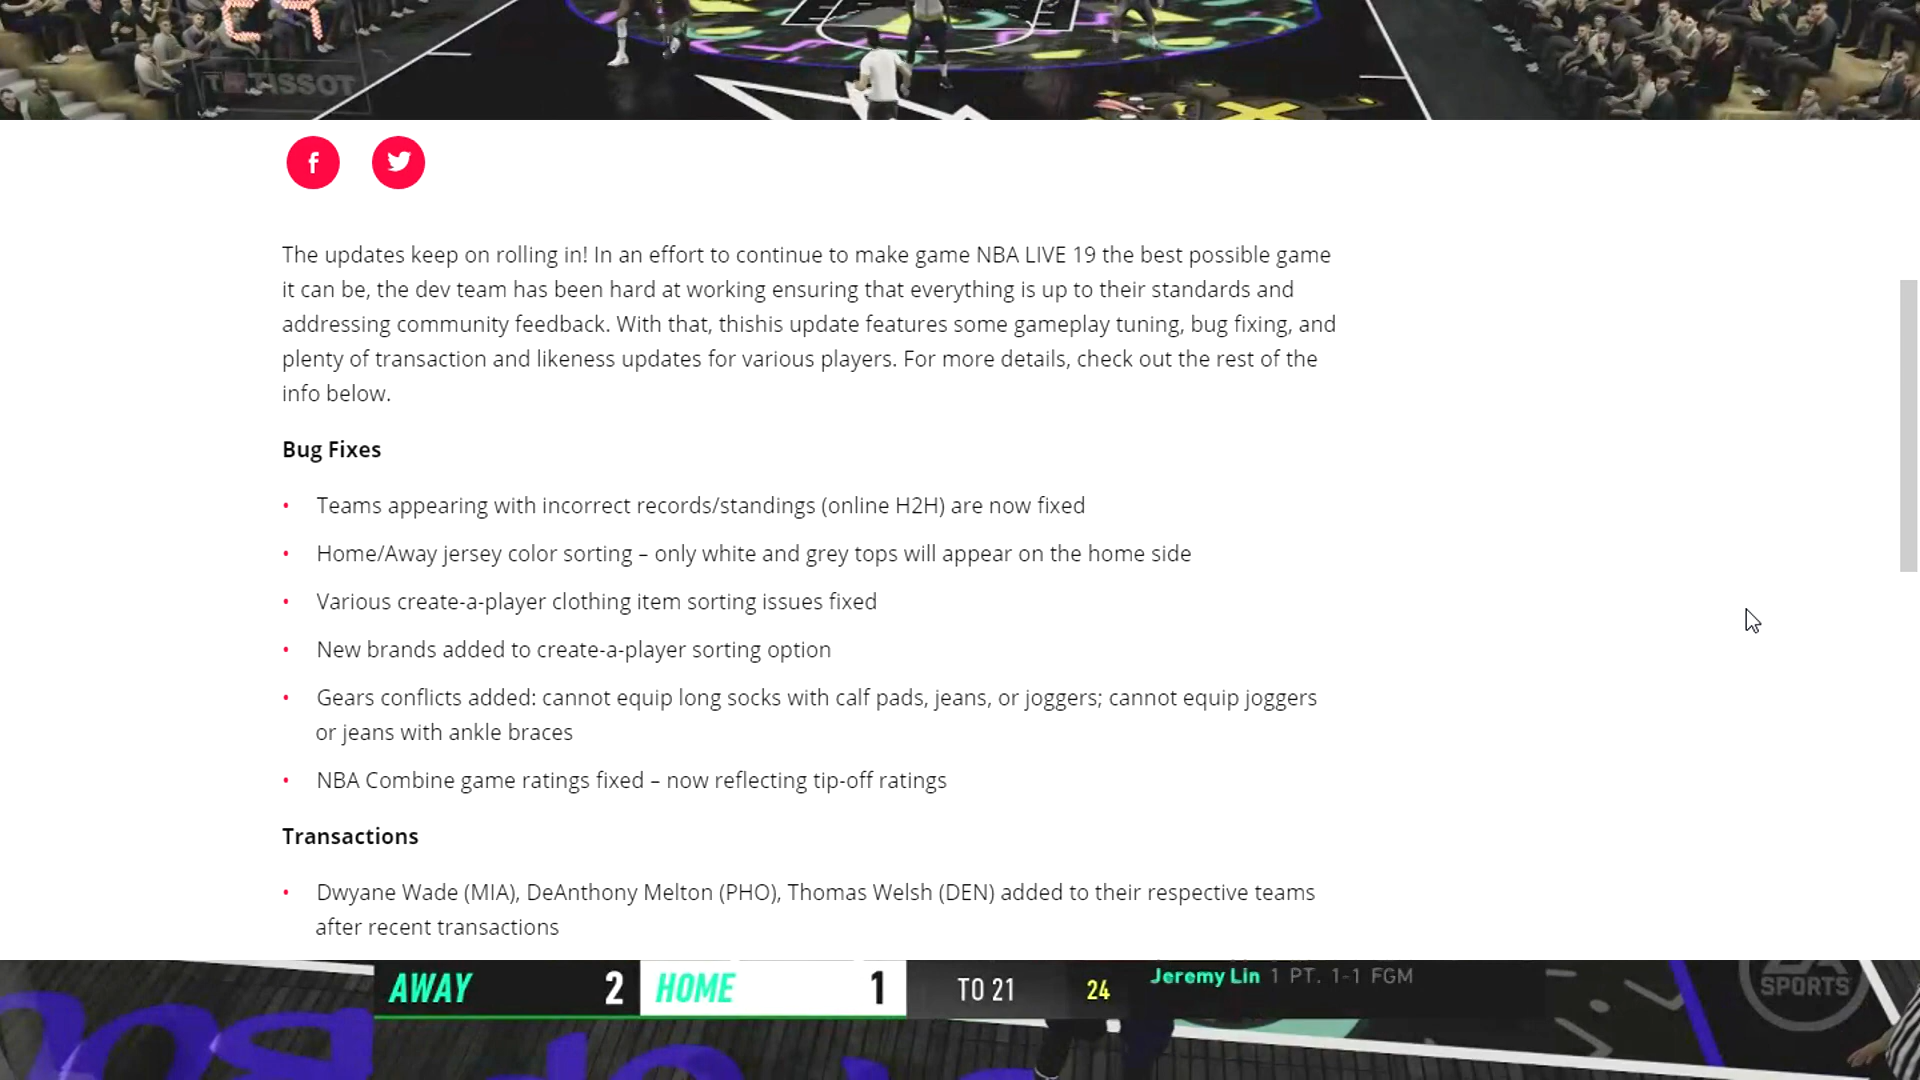 TISSOT
The updates keep on rolling in! In an effort to continue to make game NBA LIVE 19 the best possible game
it can be, the dev team has been hard at working ensuring that everything is up to their standards and
addressing community feedback. With that, thishis update features some gameplay tuning, bug fixing, and
plenty of transaction and likeness updates for various players. For more details, check out the rest of the
info below.
Bug Fixes
• Teams appearing with incorrect records/standings (online H2H) are now fixed
• Home/Away jersey color sorting – only white and grey tops will appear on the home side
• Various create-a-player clothing item sorting issues fixed
• New brands added to create-a-player sorting option
• Gears conflicts added: cannot equip long socks with calf pads, jeans, or joggers; cannot equip joggers
or jeans with ankle braces
• NBA Combine game ratings fixed – now reflecting tip-off ratings
Transactions
• Dwyane Wade (MIA), DeAnthony Melton (PHO), Thomas Welsh (DEN) added to their respective teams
after recent transactions
AWAY 2 HOME 1 TO 21 24 Jeremy Lin 1 PT. 1-1 FGM
EA
SPORTS